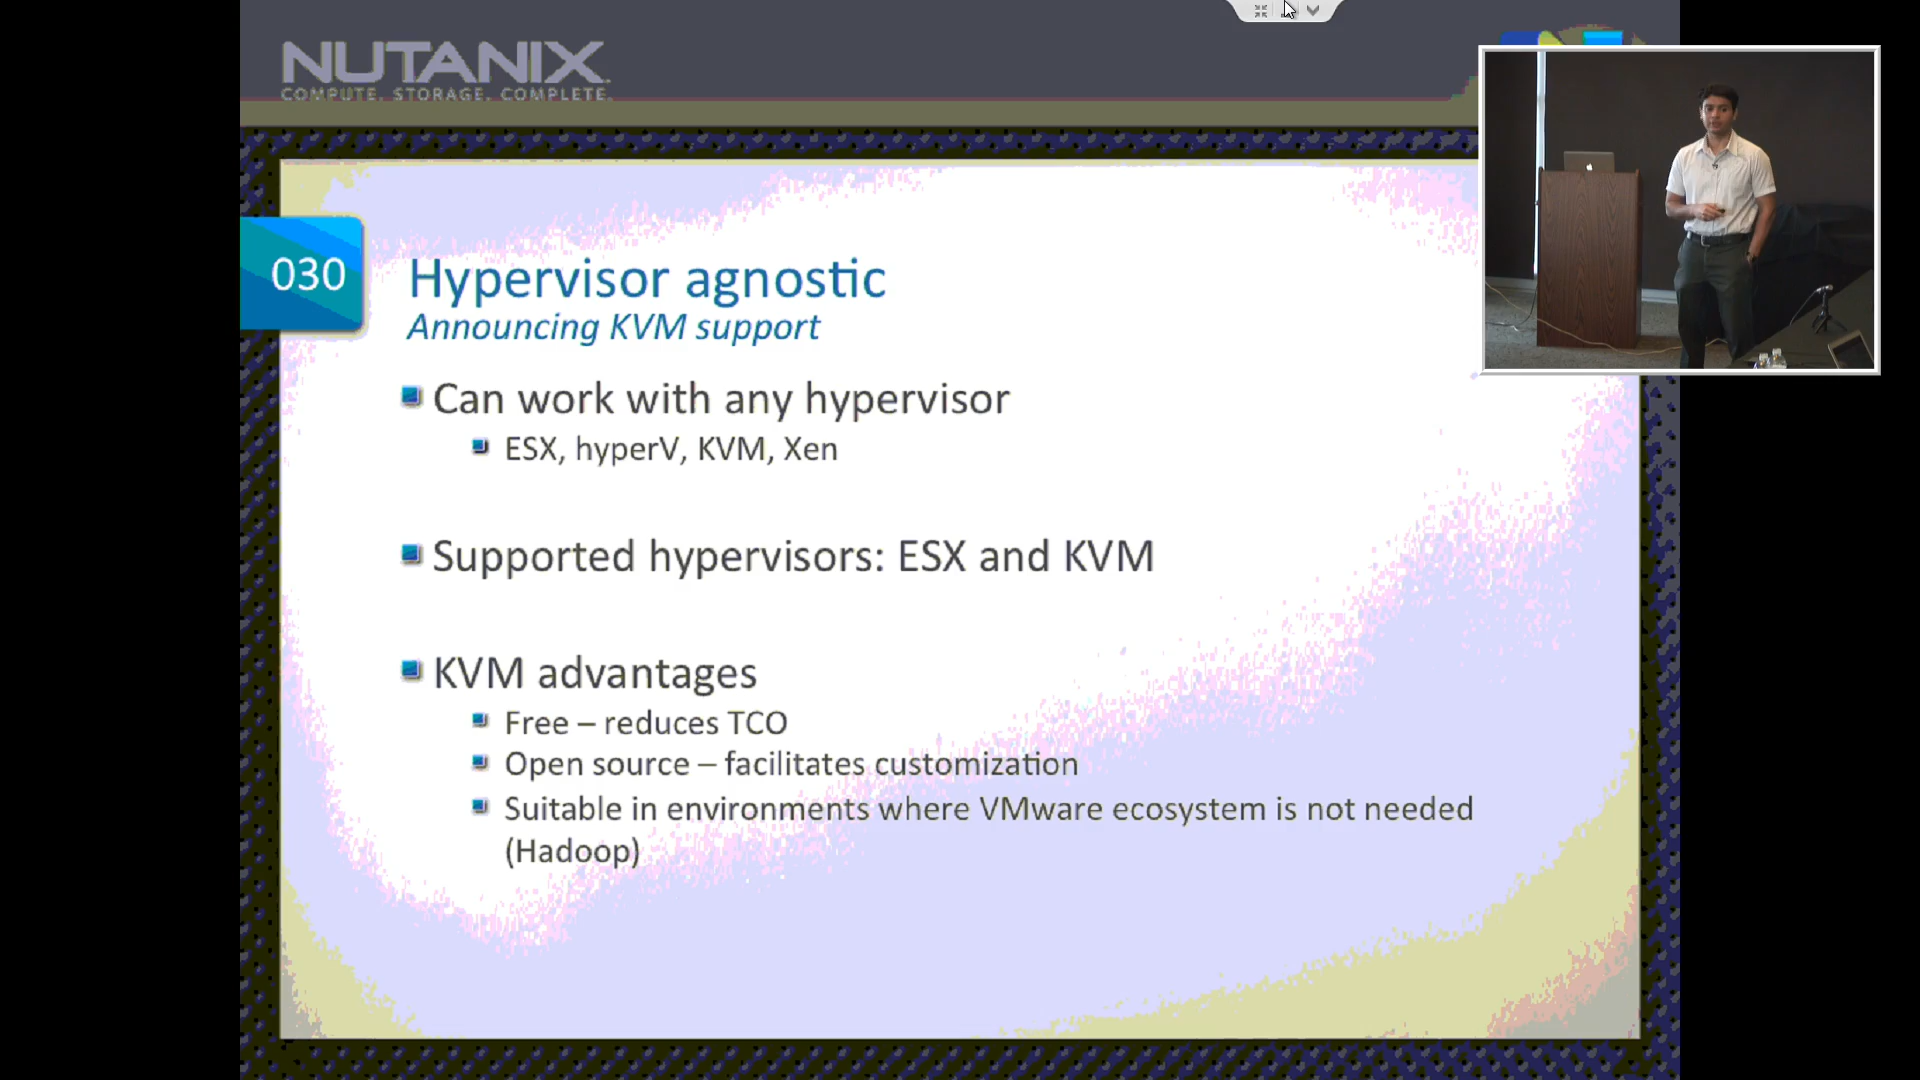 NUTANIX
COMPUTE. STORAGE. COMPLETE.
030
Hypervisor agnostic
Announcing KVM support
Can work with any hypervisor
ESX, hyperV, KVM, Xen
Supported hypervisors: ESX and KVM
KVM advantages
Free – reduces TCO
Open source – facilitates customization
Suitable in environments where VMware ecosystem is not needed
(Hadoop)